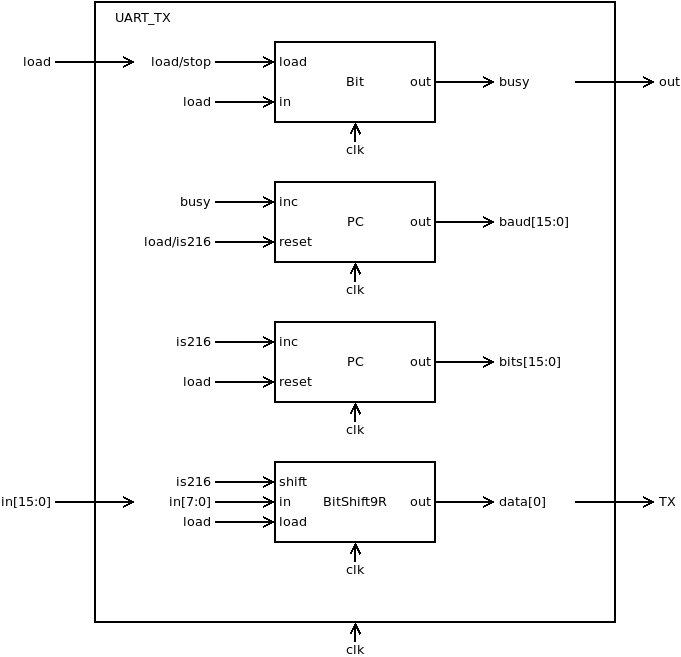 UART_TX
load load/stop load Bit out busy out
load in
clk
busy inc PC out baud[15:0]
load/is216 reset
clk
is216 inc PC out bits[15:0]
load reset
clk
is216 shift
in[15:0] in[7:0] in BitShift9R out data[0] TX
load load
clk
clk